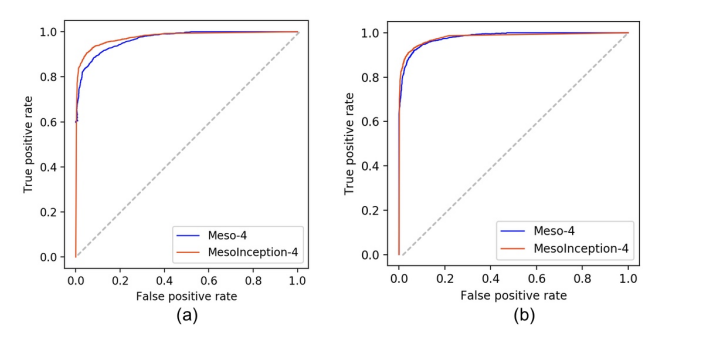 1.0
0.8
0.6
0.4
0.2
0.0
True positive rate
0.0 0.2 0.4 0.6 0.8 1.0
False positive rate
Meso-4
MesoInception-4
(a)
1.0
0.8
0.6
0.4
0.2
0.0
True positive rate
0.0 0.2 0.4 0.6 0.8 1.0
False positive rate
Meso-4
MesoInception-4
(b)